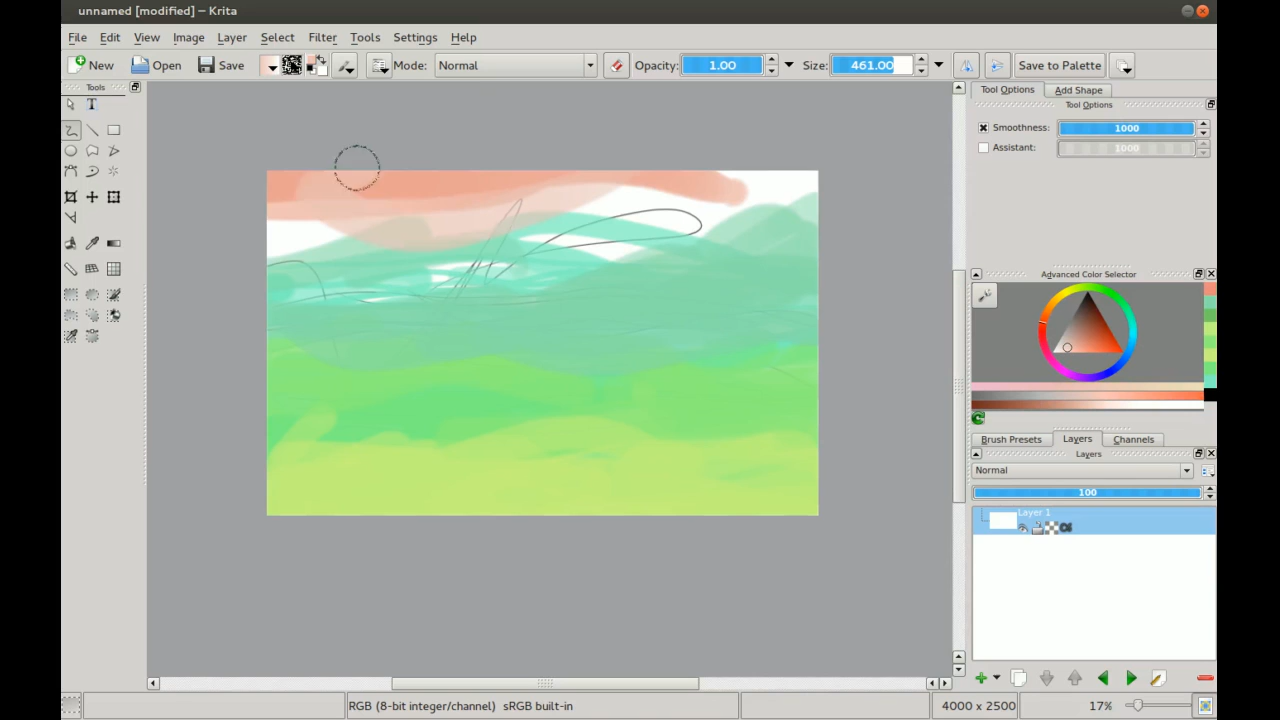 unnamed [modified] – Krita
File Edit View Image Layer Select Filter Tools Settings Help
New Open Save Mode: Normal Opacity: 1.00 Size: 461.00 Save to Palette
Tools
T
Tool Options Add Shape
Tool Options
Smoothness: 1000
Assistant: 1000
Advanced Color Selector
Brush Presets Layers Channels
Layers
Normal
100
Layer 1
RGB (8-bit integer/channel) sRGB built-in 4000 x 2500 17%